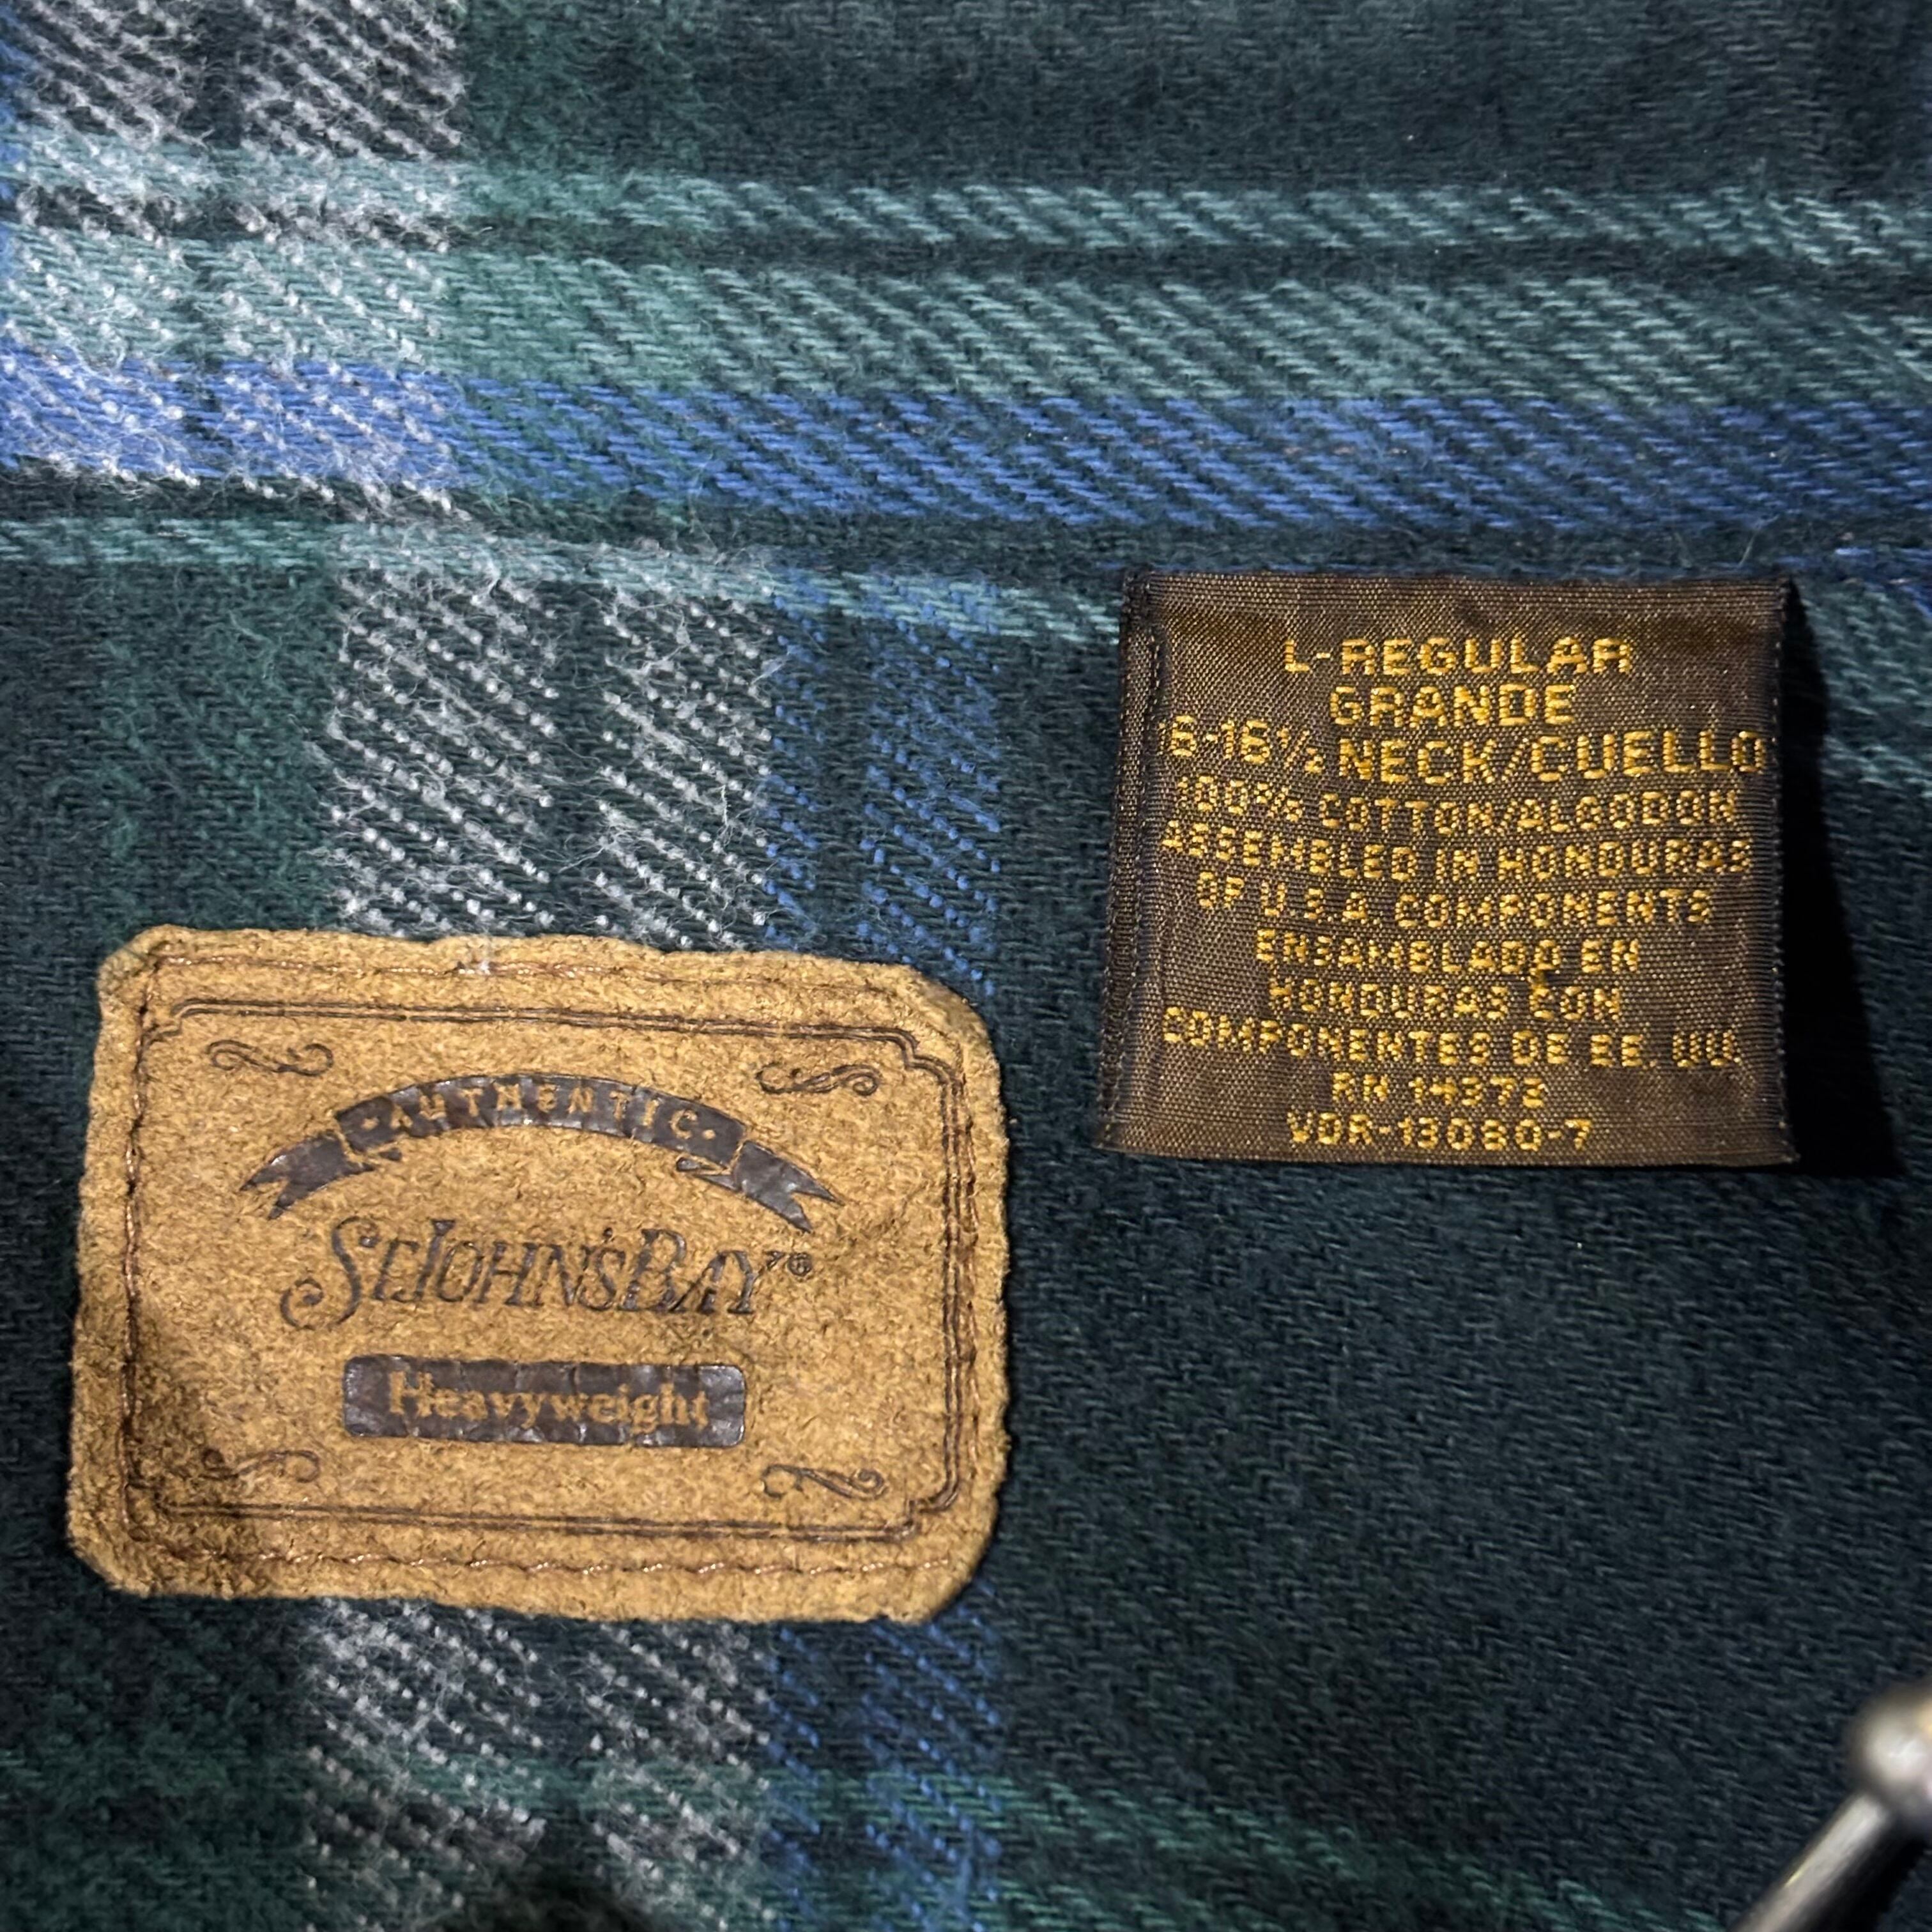 ·AUTHENTIC·
St. John's Bay®
Heavyweight
L-REGULAR
GRANDE
16-16½ NECK/CUELLO
100% COTTON/ALGODON
ASSEMBLED IN HONDURAS
OF U.S.A. COMPONENTS
ENSAMBLADO EN
HONDURAS CON
COMPONENTES DE EE. UU.
RN 14973
VDR-13080-7